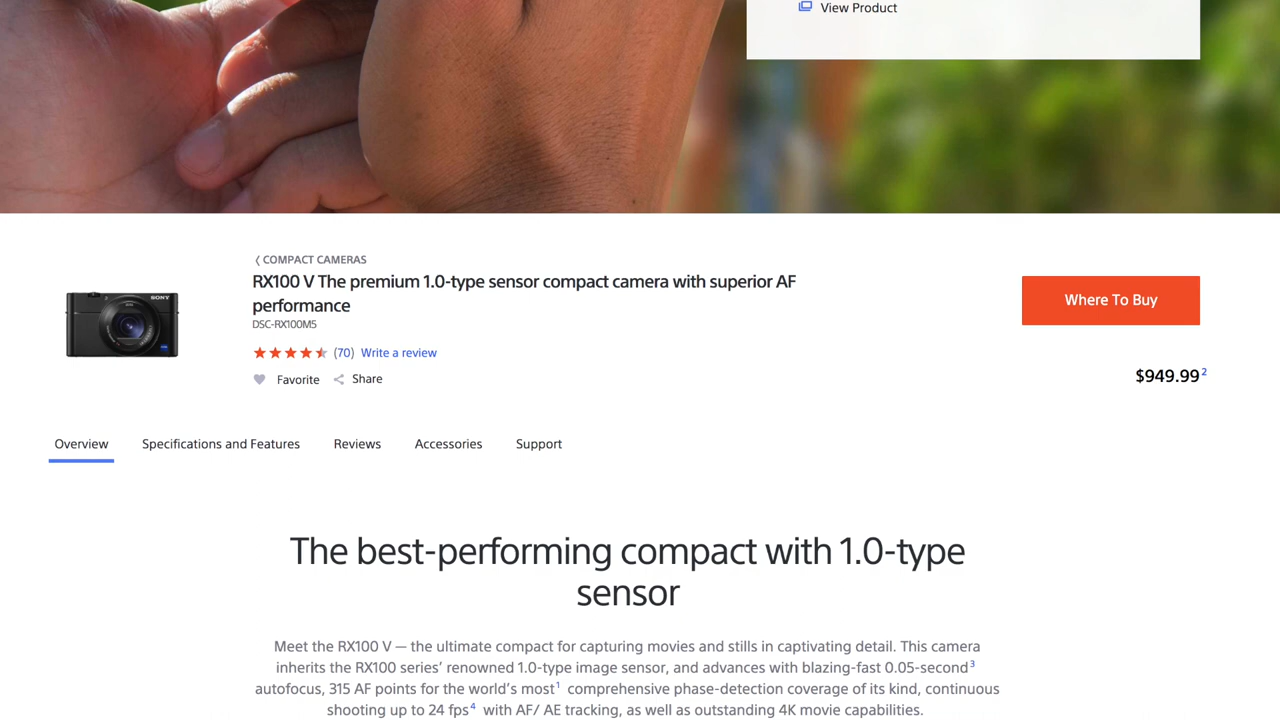 View Product
COMPACT CAMERAS
RX100 V The premium 1.0-type sensor compact camera with superior AF
performance
DSC-RX100M5
SONY
(70) Write a review
Favorite Share
Where To Buy
$949.99 2
Overview Specifications and Features Reviews Accessories Support
The best-performing compact with 1.0-type
sensor
Meet the RX100 V — the ultimate compact for capturing movies and stills in captivating detail. This camera
inherits the RX100 series’ renowned 1.0-type image sensor, and advances with blazing-fast 0.05-second3
autofocus, 315 AF points for the world’s most1 comprehensive phase-detection coverage of its kind, continuous
shooting up to 24 fps4 with AF/ AE tracking, as well as outstanding 4K movie capabilities.